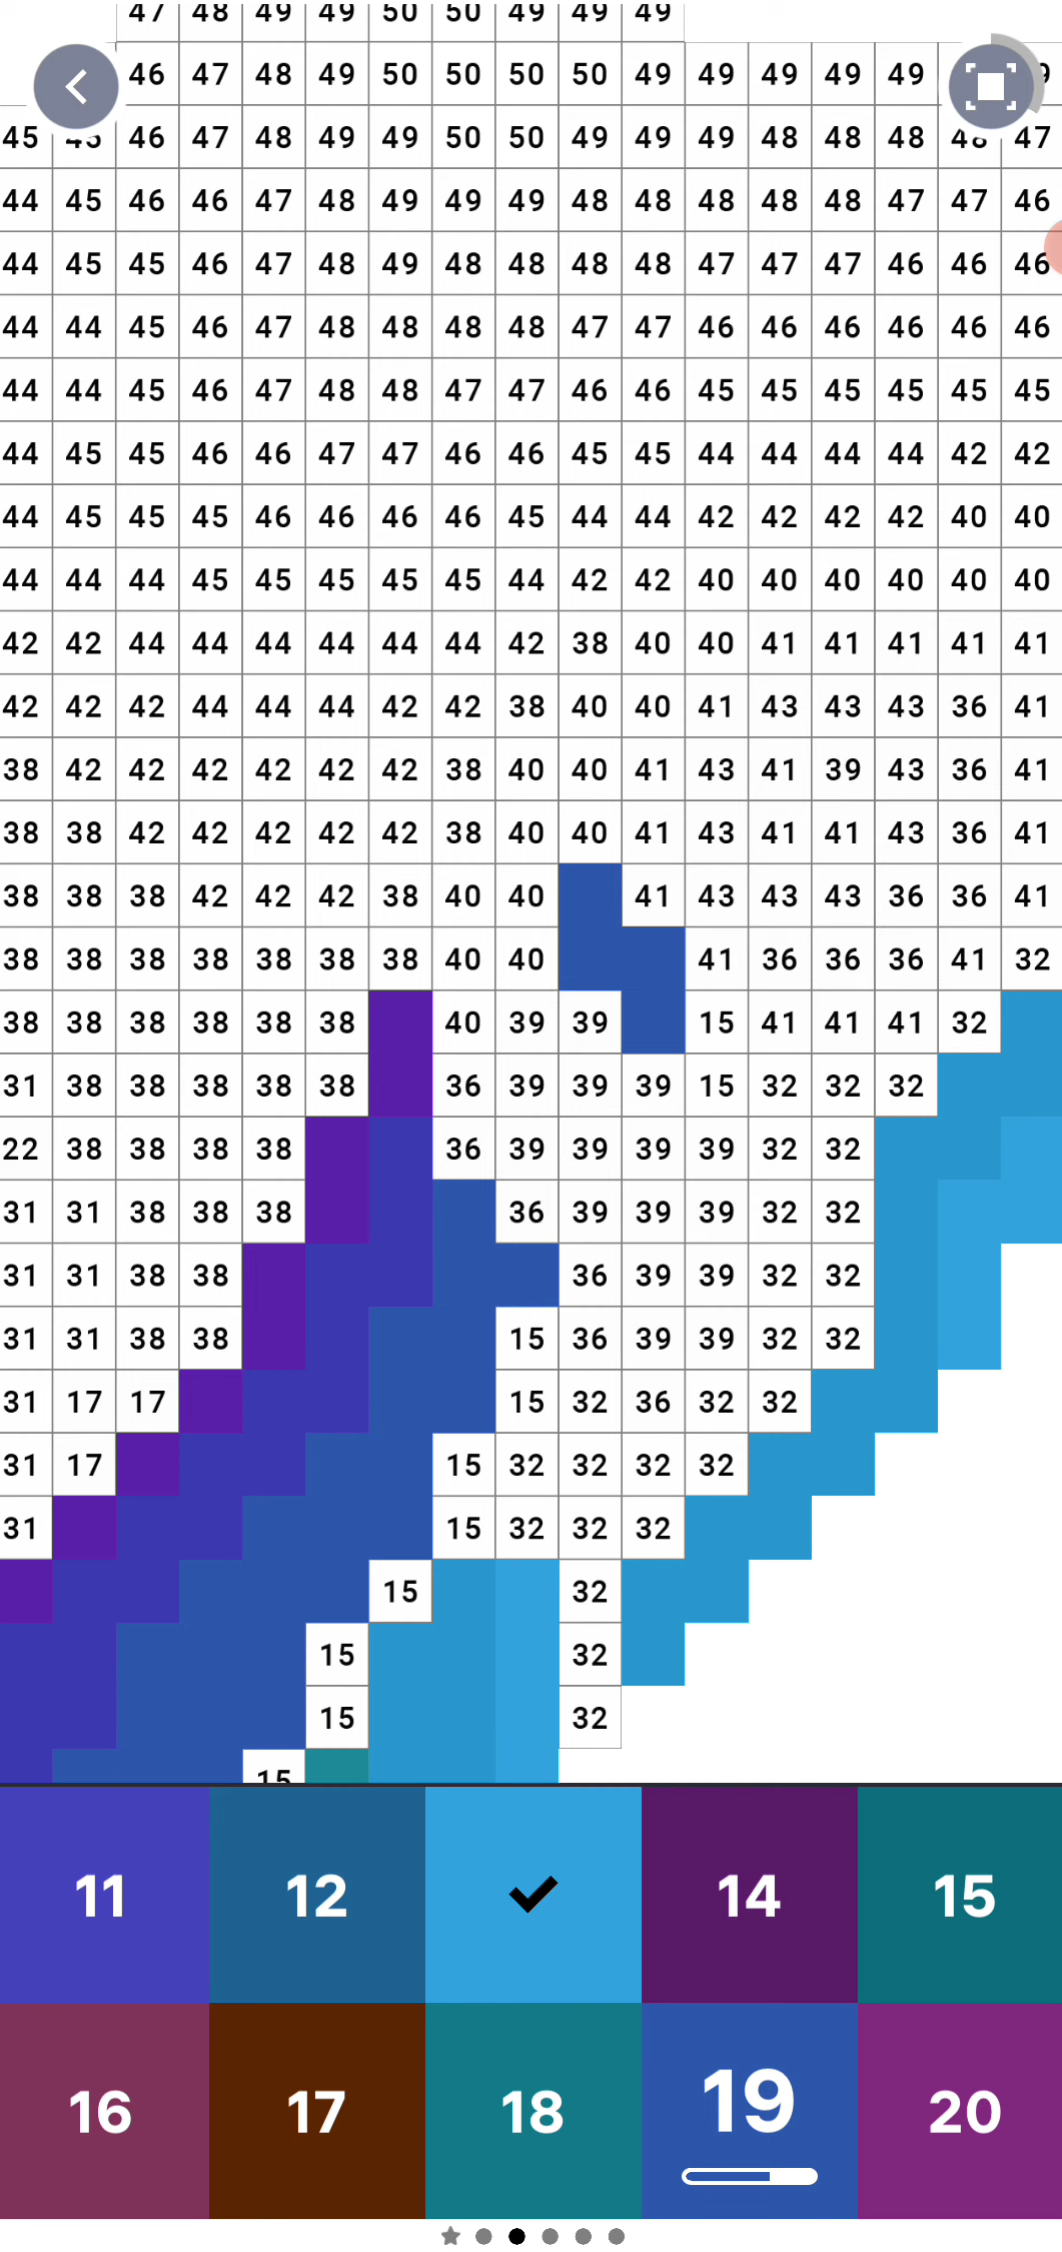 47 48 49 49 50 50 49 49 49
46 47 48 49 50 50 50 50 49 49 49 49 49 9
45 45 46 47 48 49 49 50 50 49 49 49 48 48 48 48 47
44 45 46 46 47 48 49 49 49 48 48 48 48 48 47 47 46
44 45 45 46 47 48 49 48 48 48 48 47 47 47 46 46 46
44 44 45 46 47 48 48 48 48 47 47 46 46 46 46 46 46
44 44 45 46 47 48 48 47 47 46 46 45 45 45 45 45 45
44 45 45 46 46 47 47 46 46 45 45 44 44 44 44 42 42
44 45 45 45 46 46 46 46 45 44 44 42 42 42 42 40 40
44 44 44 45 45 45 45 45 44 42 42 40 40 40 40 40 40
42 42 44 44 44 44 44 44 42 38 40 40 41 41 41 41 41
42 42 42 44 44 44 42 42 38 40 40 41 43 43 43 36 41
38 42 42 42 42 42 42 38 40 40 41 43 41 39 43 36 41
38 38 42 42 42 42 42 38 40 40 41 43 41 41 43 36 41
38 38 38 42 42 42 38 40 40 41 43 43 43 36 36 41
38 38 38 38 38 38 38 40 40 41 36 36 36 41 32
38 38 38 38 38 38 40 39 39 15 41 41 41 32
31 38 38 38 38 38 36 39 39 39 15 32 32 32
22 38 38 38 38 36 39 39 39 39 32 32
31 31 38 38 38 36 39 39 39 32 32
31 31 38 38 36 39 39 32 32
31 31 38 38 15 36 39 39 32 32
31 17 17 15 32 36 32 32
31 17 15 32 32 32 32
31 15 32 32 32
15 32
15 32
15 32
15
11 12 14 15
16 17 18 19 20